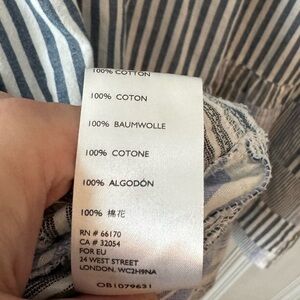 100% COTTON
100% COTON
100% BAUMWOLLE
100% COTONE
100% ALGODÓN
100% 棉花
RN # 66170
CA # 32054
FOR EU
24 WEST STREET
LONDON, WC2H9NA
OB1079631